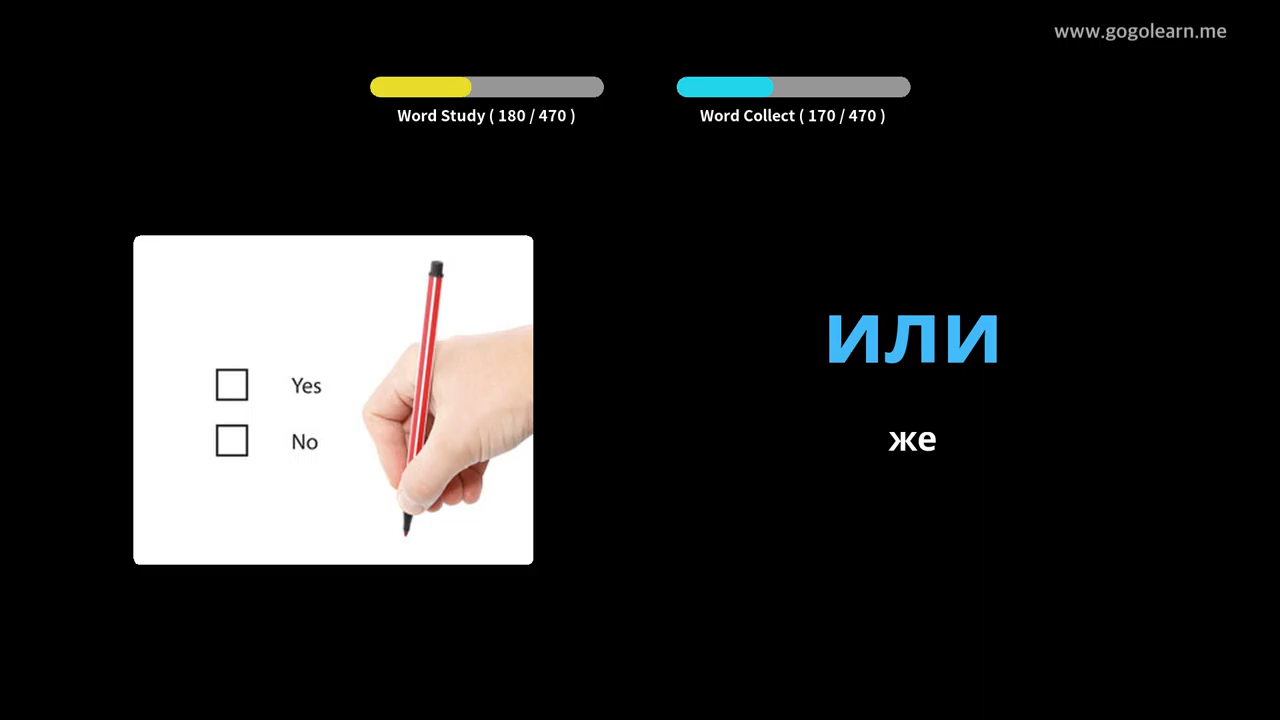 www.gogolearn.me
Word Study ( 180 / 470 )
Word Collect ( 170 / 470 )
Yes
No
или
же